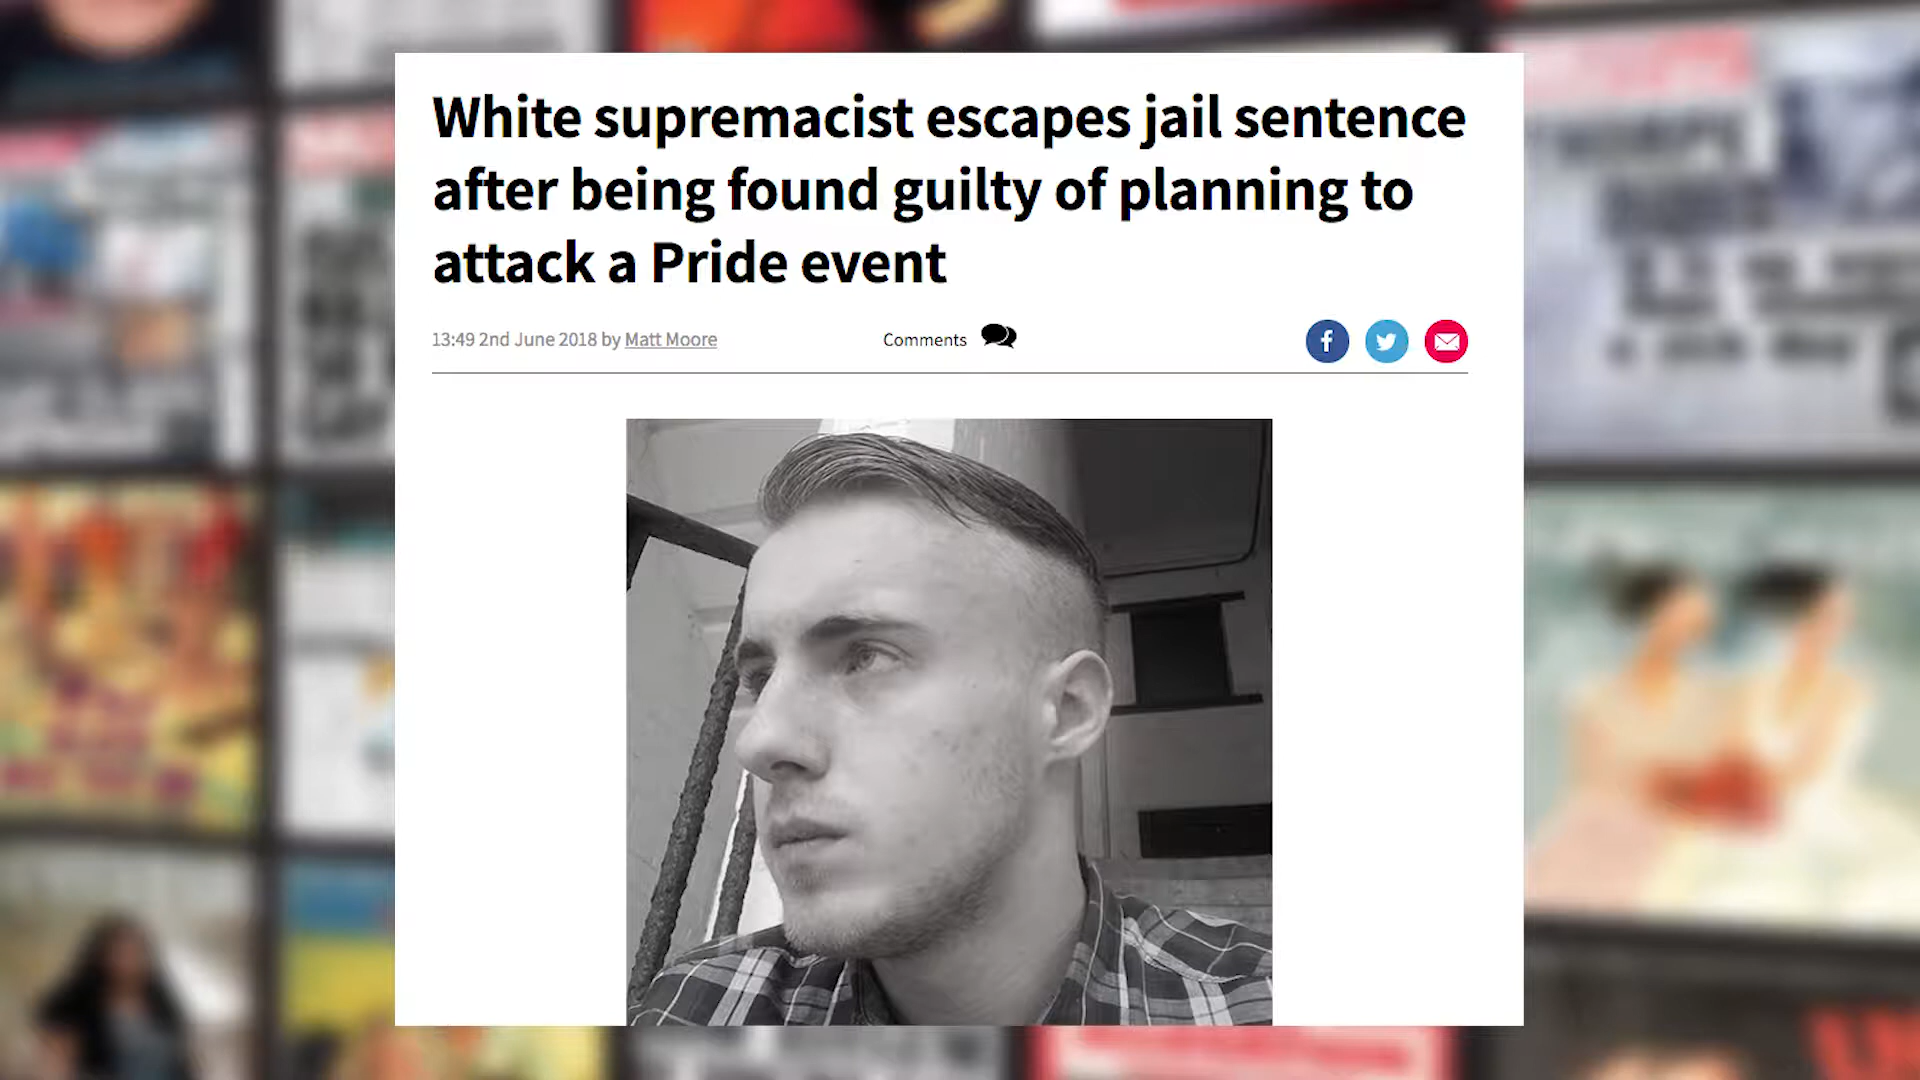 White supremacist escapes jail sentence
after being found guilty of planning to
attack a Pride event
13:49 2nd June 2018 by Matt Moore
Comments